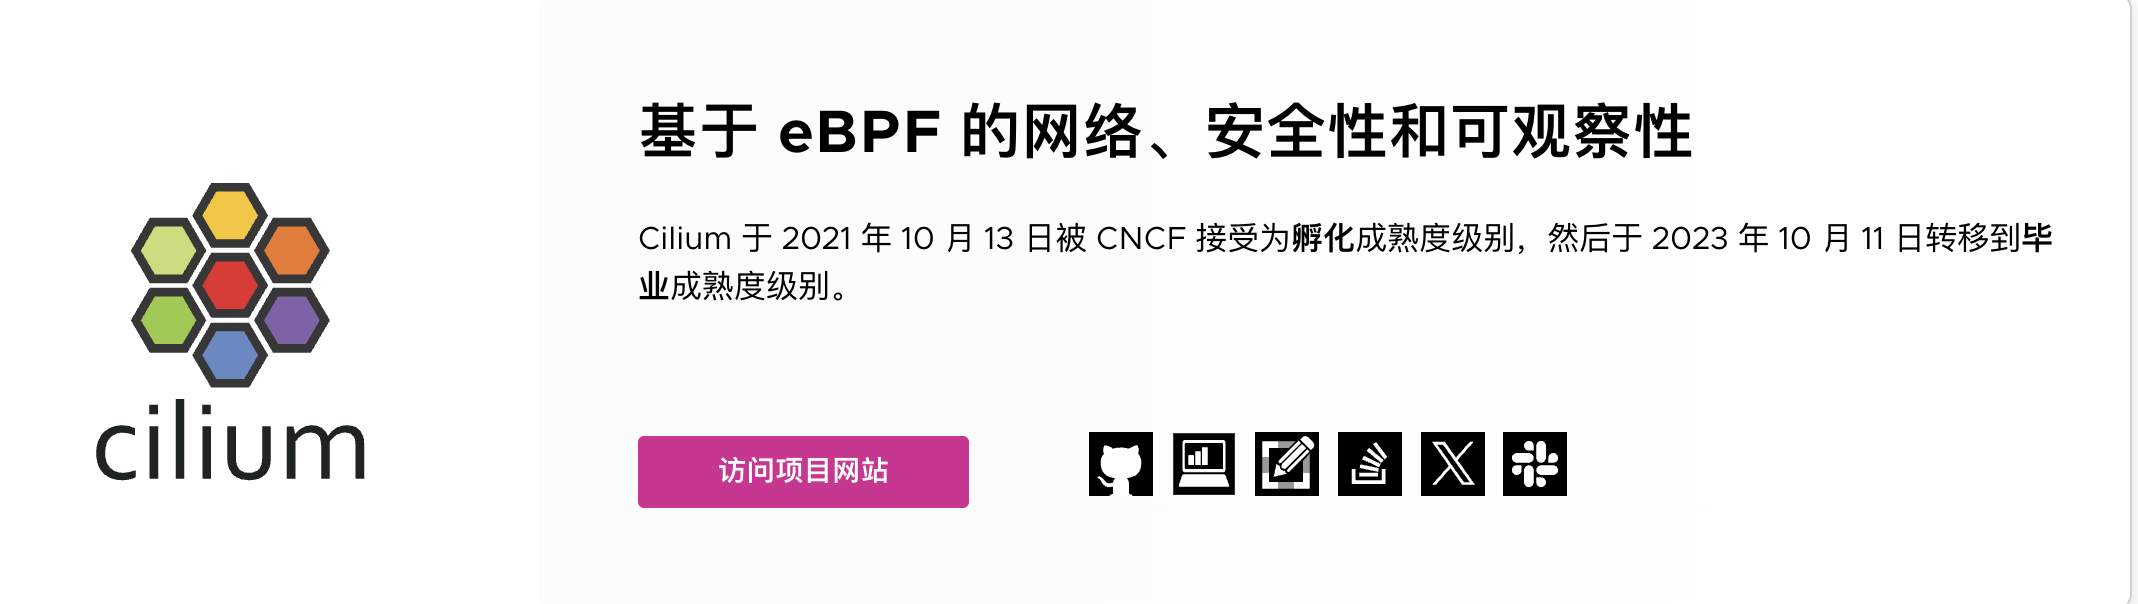 cilium
基于 eBPF 的网络、安全性和可观察性
Cilium 于 2021 年 10 月 13 日被 CNCF 接受为孵化成熟度级别，然后于 2023 年 10 月 11 日转移到毕
业成熟度级别。
访问项目网站